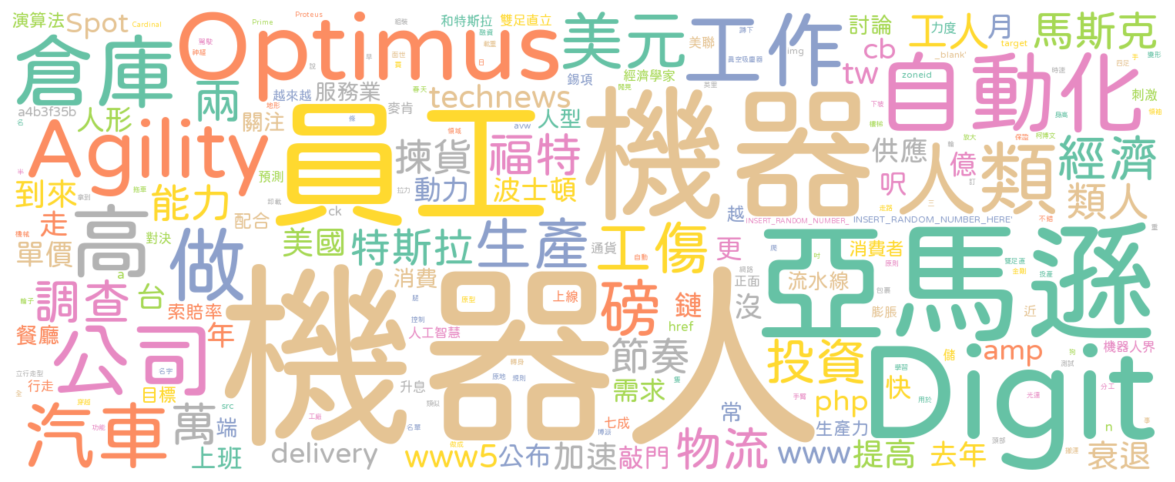 演算法 Spot
和特斯拉 雙足直立
Cardinal
Prime
Proteus
倉庫 Optimus 美元 工作
討論 工人 月 馬斯克
美聯
cb
target
_blank'
img
真空吸塵器
兩
越來越 服務業
經濟學家
錫項
tw
zoneid
自動化
刺激
a4b3f35b
人形
關注
technews
人型
Agility
員工
揀貨 福特
機器
供應
億
人類
經濟
預測
到來
能力
動力 波士頓
呎
類人
走
配合
ck
越
INSERT_RANDOM_NUMBER_
INSERT_RANDOM_NUMBER_HERE'
高
做
對決
美國 特斯拉 生產 工傷
通貨
更
消費者
單價
a
自動
正面
流水線
調查 台
消費
機器人
上線
磅 鏈
沒
亞馬遜
索賠率
膨脹
近
餐廳
年
人工智慧
href
公司
節奏
投資
儲
amp
機器人界
行走
目標
升息
需求
快
Digit
名字
src
php
汽車 萬 端
七成
常
生產力
n
上班
delivery
www5 公布 加速 敲門 物流 www 提高 去年 衰退